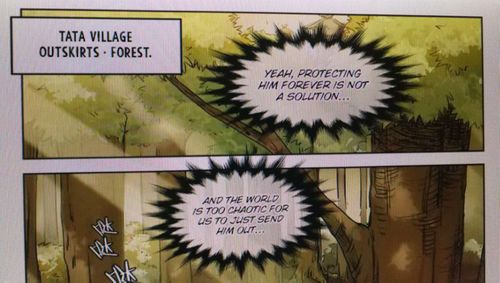 TATA VILLAGE
OUTSKIRTS · FOREST.
YEAH, PROTECTING
HIM FOREVER IS NOT
A SOLUTION...
AND THE WORLD
IS TOO CHAOTIC FOR
US TO JUST SEND
HIM OUT...